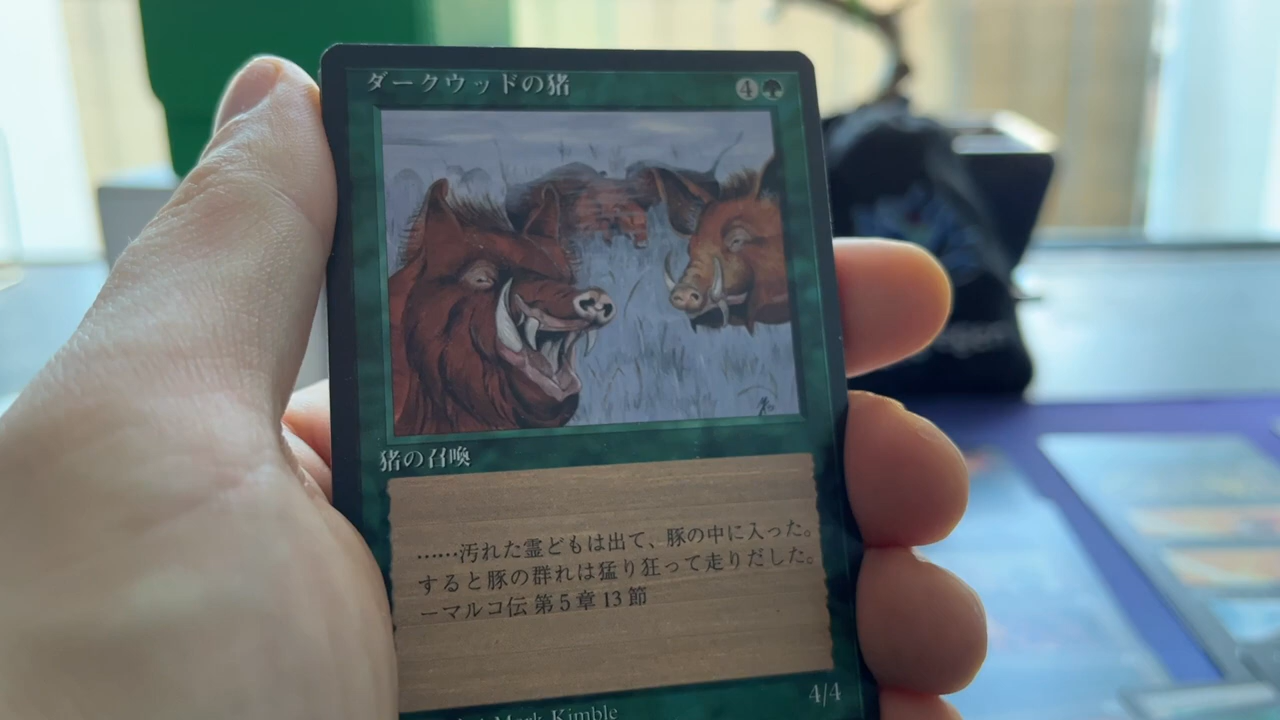 ダークウッドの猪
4
猪の召喚
……汚れた霊どもは出て、豚の中に入った。
すると豚の群れは猛り狂って走りだした。
ーマルコ伝 第5章13節
4/4
Mark Kimble